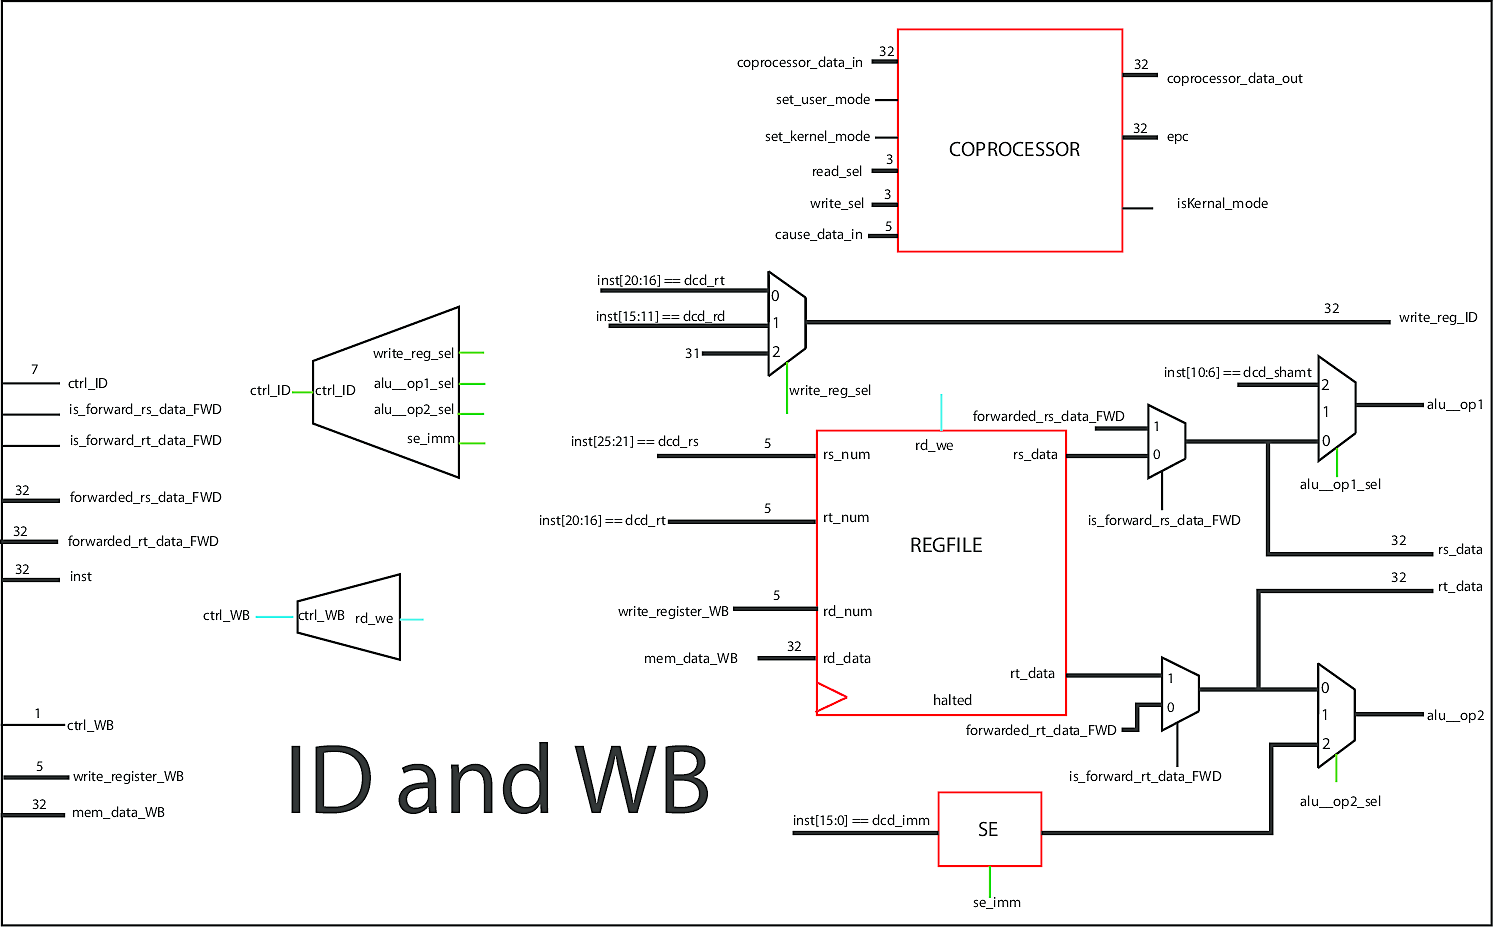 32
coprocessor_data_in
32
coprocessor_data_out
set_user_mode
set_kernel_mode
32
epc
COPROCESSOR
3
read_sel
3
write_sel
isKernal_mode
5
cause_data_in
inst[20:16] == dcd_rt
0
inst[15:11] == dcd_rd
1
32
write_reg_ID
31
2
write_reg_sel
7
ctrl_ID
is_forward_rs_data_FWD
is_forward_rt_data_FWD
32
forwarded_rs_data_FWD
32
forwarded_rt_data_FWD
32
inst
ctrl_ID
ctrl_ID
write_reg_sel
alu__op1_sel
alu__op2_sel
se_imm
ctrl_WB
ctrl_WB
rd_we
1
ctrl_WB
5
write_register_WB
32
mem_data_WB
ID and WB
inst[25:21] == dcd_rs
5
rs_num
rd_we
rs_data
inst[20:16] == dcd_rt
5
rt_num
REGFILE
write_register_WB
5
rd_num
mem_data_WB
32
rd_data
rt_data
halted
forwarded_rs_data_FWD
1
0
is_forward_rs_data_FWD
inst[10:6] == dcd_shamt
2
1
0
alu__op1
alu__op1_sel
32
rs_data
32
rt_data
1
0
forwarded_rt_data_FWD
is_forward_rt_data_FWD
0
1
2
alu__op2
alu__op2_sel
inst[15:0] == dcd_imm
SE
se_imm